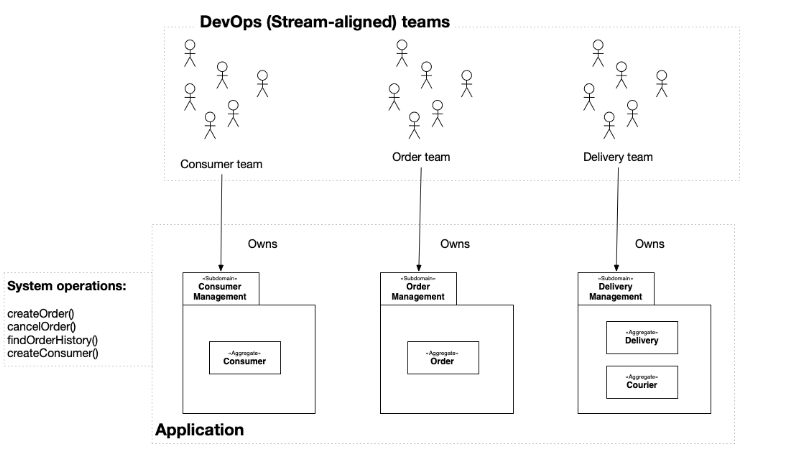 DevOps (Stream-aligned) teams
Consumer team
Order team
Delivery team
Owns
Owns
Owns
System operations:
createOrder()
cancelOrder()
findOrderHistory()
createConsumer()
«Subdomain»
Consumer
Management
«Aggregate»
Consumer
«Subdomain»
Order
Management
«Aggregate»
Order
«Subdomain»
Delivery
Management
«Aggregate»
Delivery
«Aggregate»
Courier
Application